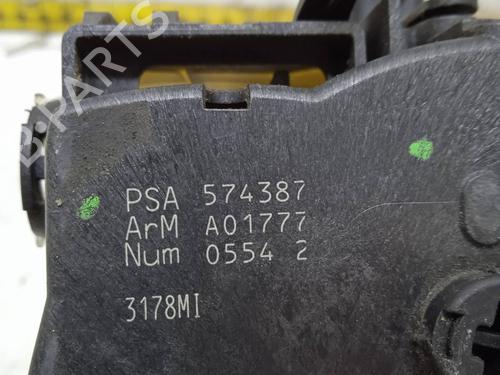 B-PARTS
PSA 574387
ArM A01777
Num 0554 2
3178MI